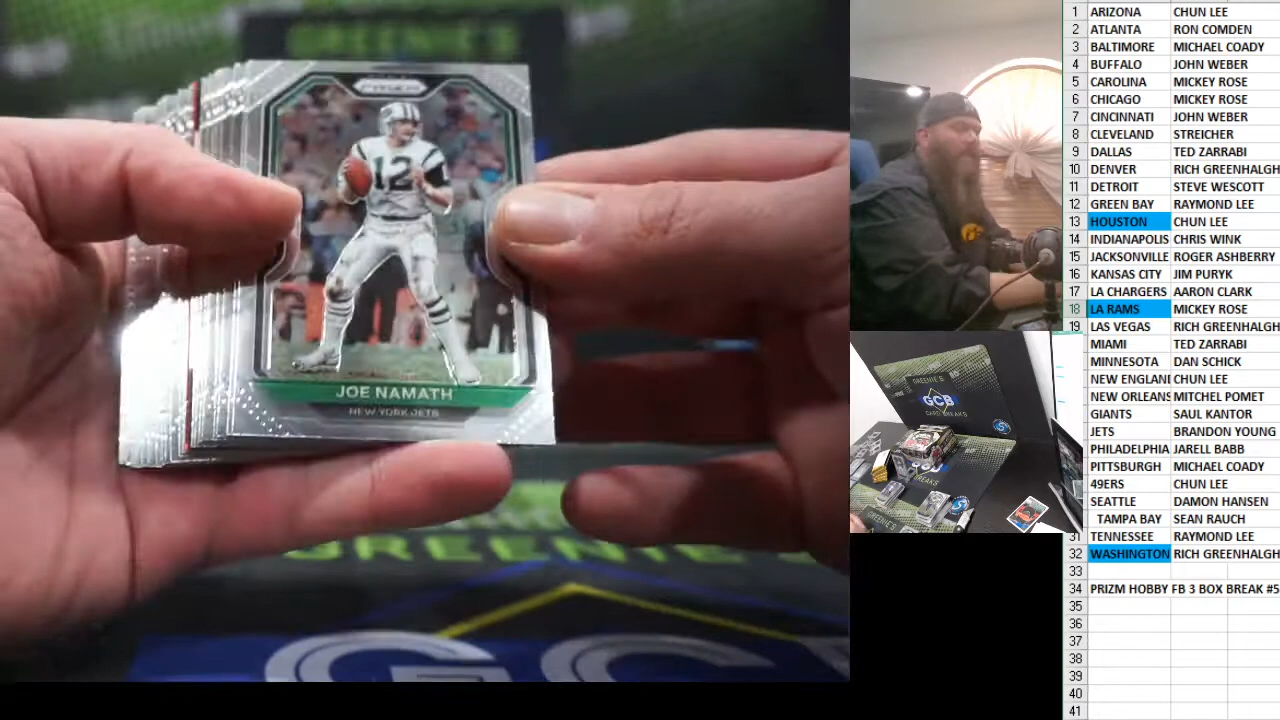 PRIZM
12
JOE NAMATH
NEW YORK JETS
GREENIE'S
GCB
GREENIE'S
GCB
CARD BREAKS
BREAKS
1 ARIZONA CHUN LEE
2 ATLANTA RON COMDEN
3 BALTIMORE MICHAEL COADY
4 BUFFALO JOHN WEBER
5 CAROLINA MICKEY ROSE
6 CHICAGO MICKEY ROSE
7 CINCINNATI JOHN WEBER
8 CLEVELAND STREICHER
9 DALLAS TED ZARRABI
10 DENVER RICH GREENHALGH
11 DETROIT STEVE WESCOTT
12 GREEN BAY RAYMOND LEE
13 HOUSTON CHUN LEE
14 INDIANAPOLIS CHRIS WINK
15 JACKSONVILLE ROGER ASHBERRY
16 KANSAS CITY JIM PURYK
17 LA CHARGERS AARON CLARK
18 LA RAMS MICKEY ROSE
19 LAS VEGAS RICH GREENHALGH
MIAMI TED ZARRABI
MINNESOTA DAN SCHICK
NEW ENGLAND CHUN LEE
NEW ORLEANS MITCHEL POMET
GIANTS SAUL KANTOR
JETS BRANDON YOUNG
PHILADELPHIA JARELL BABB
PITTSBURGH MICHAEL COADY
49ERS CHUN LEE
SEATTLE DAMON HANSEN
TAMPA BAY SEAN RAUCH
31 TENNESSEE RAYMOND LEE
32 WASHINGTON RICH GREENHALGH
33
34 PRIZM HOBBY FB 3 BOX BREAK #5
35
36
37
38
39
40
41